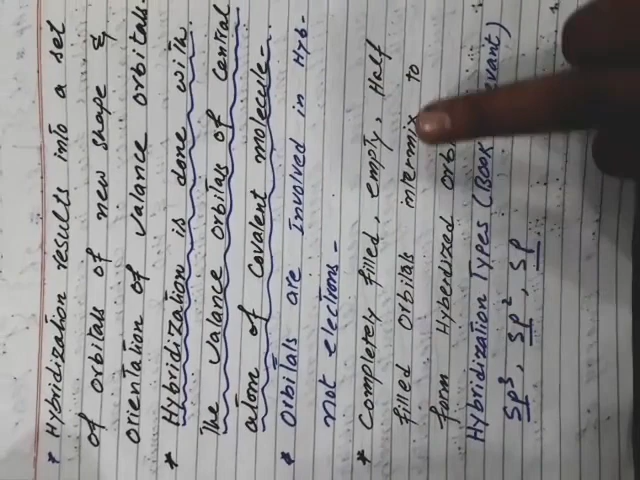 * Hybridization results into a set
of orbitals of new shape &
orientation of valance orbitals.
* Hybridization is done with
The valance orbitals of central
atom of covalent molecule-
* Orbitals are involved in Hyb-
not electrons-
* Completely filled, empty, Half
filled orbitals intermix to
form Hyberdized
Hybridization Types (Book
SP³, SP², SP